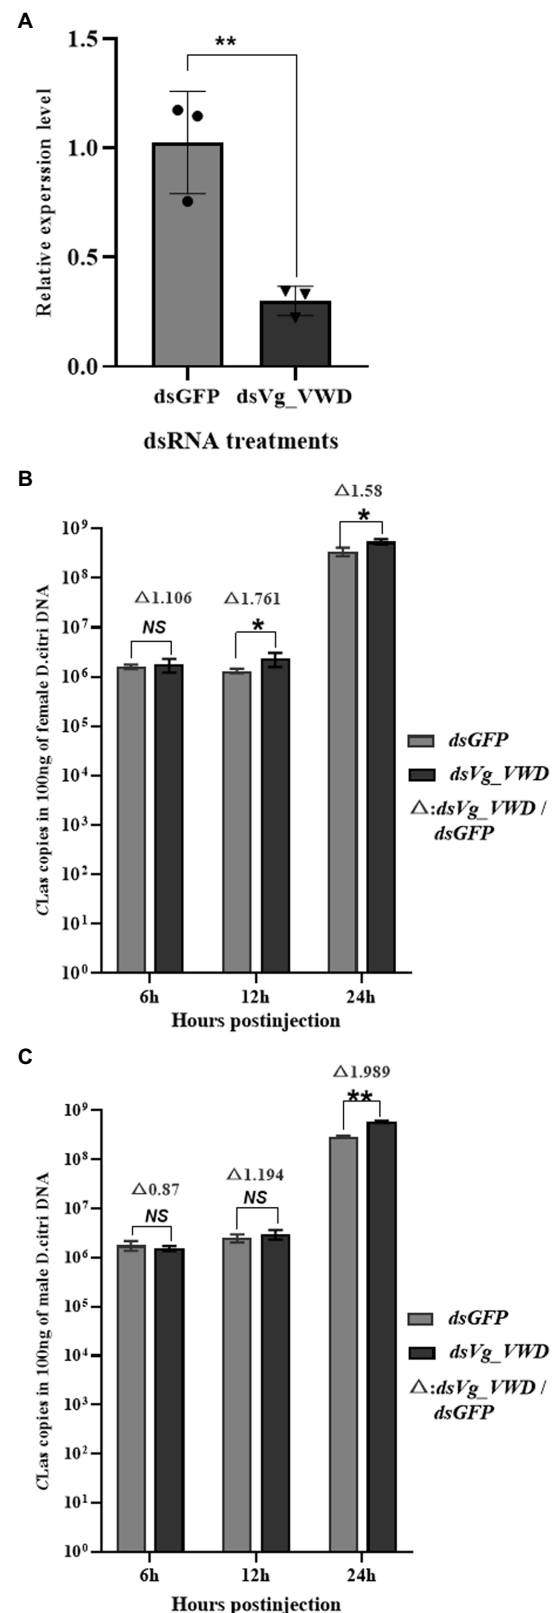 A
**
1.5
1.0
0.5
0.0
Relative experssion level
dsGFP dsVg_VWD
dsRNA treatments
B
△1.58
*
△1.106
NS
△1.761
*
10⁹
10⁸
10⁷
10⁶
10⁵
10⁴
10³
10²
10¹
10⁰
CLas copies in 100ng of female D.citri DNA
dsGFP
dsVg_VWD
△:dsVg_VWD /
dsGFP
6h 12h 24h
Hours postinjection
C
△1.989
**
△0.87
NS
△1.194
NS
10⁹
10⁸
10⁷
10⁶
10⁵
10⁴
10³
10²
10¹
10⁰
CLas copies in 100ng of male D.citri DNA
dsGFP
dsVg_VWD
△:dsVg_VWD /
dsGFP
6h 12h 24h
Hours postinjection